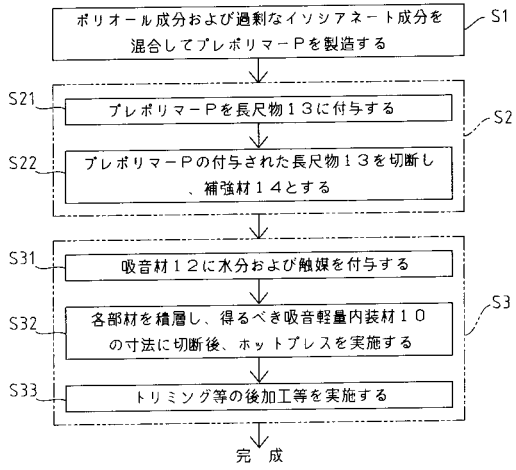 ポリオール成分および過剰なイソシアネート成分を
混合してプレポリマーPを製造する
S1
S21
プレポリマーPを長尺物13に付与する
S2
S22
プレポリマーPの付与された長尺物13を切断し
、補強材14とする
S31
吸音材12に水分および触媒を付与する
S32
各部材を積層し、得るべき吸音軽量内装材10
の寸法に切断後、ホットプレスを実施する
S3
S33
トリミング等の後加工等を実施する
完成